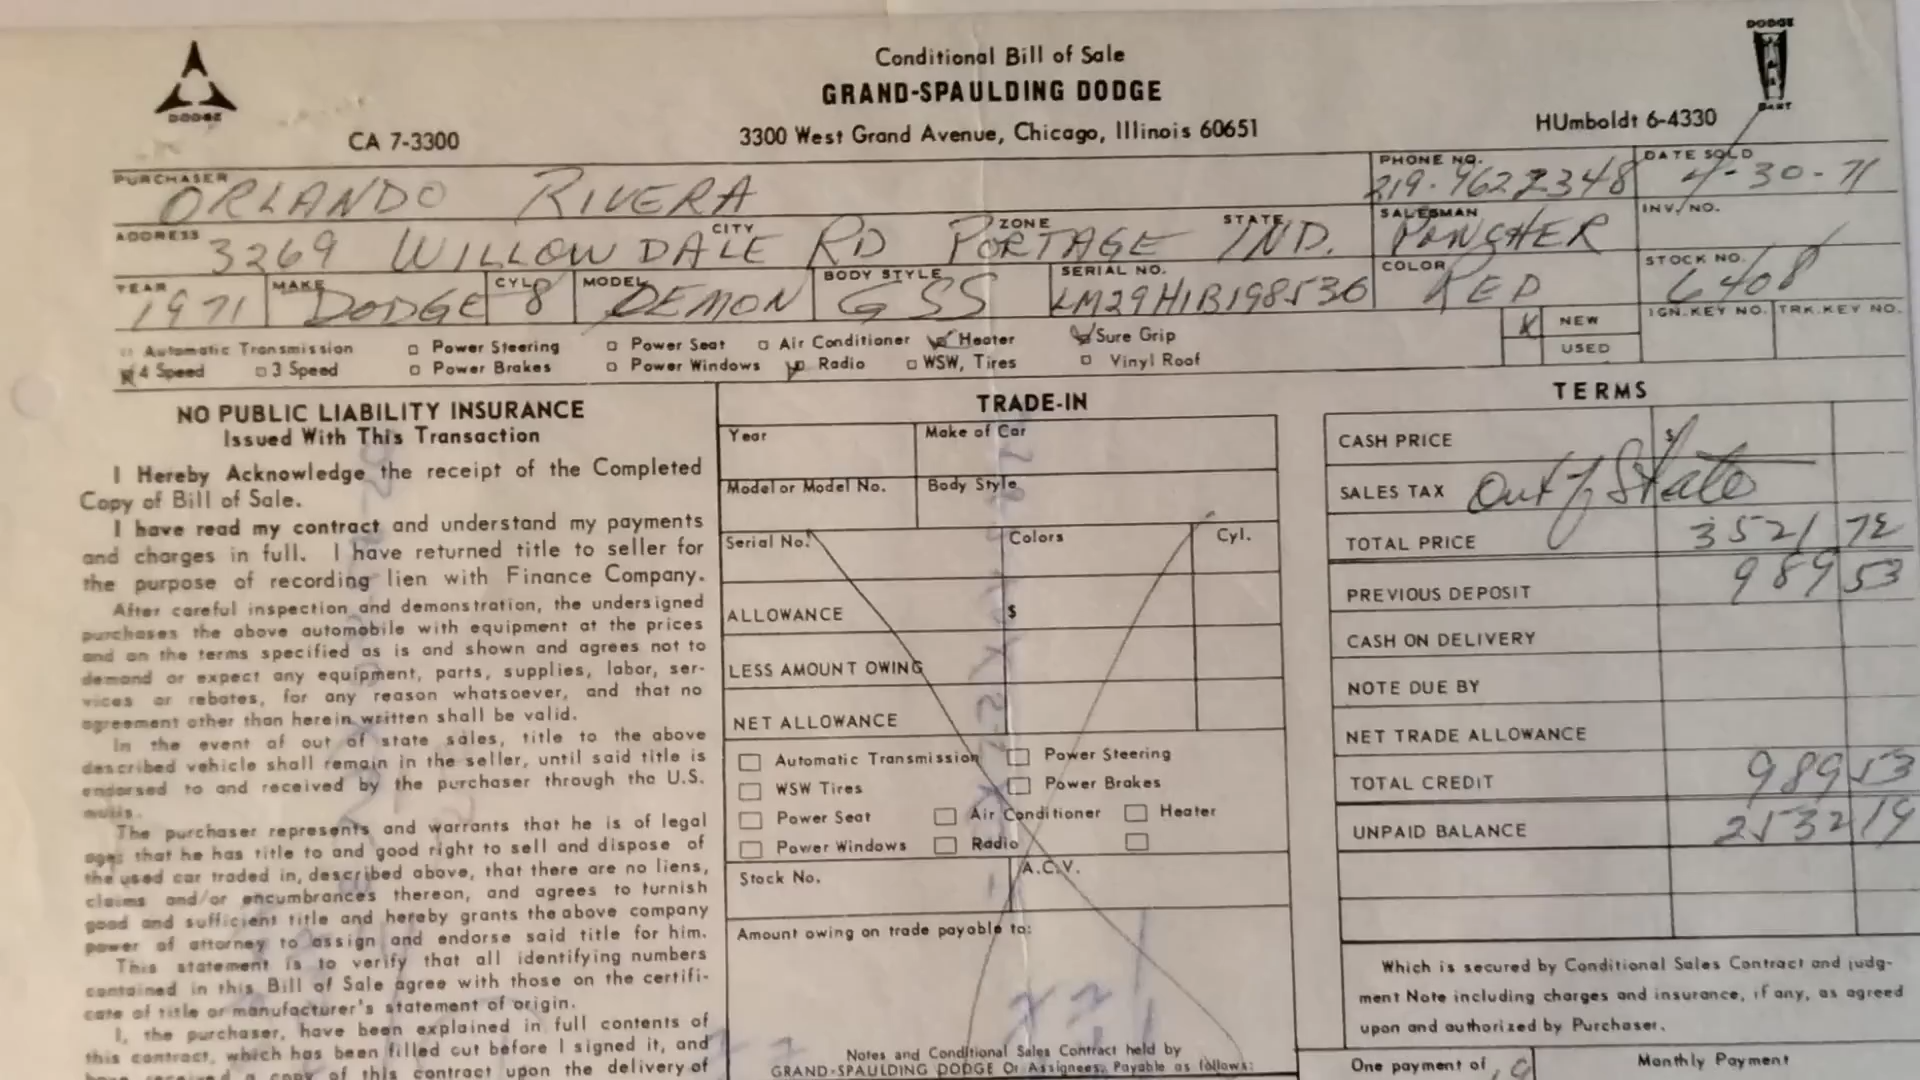 Conditional Bill of Sale
GRAND-SPAULDING DODGE
3300 West Grand Avenue, Chicago, Illinois 60651
DODGE
CA 7-3300
HUmboldt 6-4330
DODGE
DART
PURCHASER ORLANDO RIVERA
PHONE NO. 219-962 2348
DATE SOLD 4-30-71
ADDRESS 3269 WILLOWDALE RD CITY PORTAGE ZONE STATE IND.
SALESMAN
INV. NO.
YEAR 1971 MAKE DODGE CYL 8 MODEL DEMON BODY STYLE GSS SERIAL NO. LM29H1B198536 COLOR RED STOCK NO. 6408
Automatic Transmission Power Steering Power Seat Air Conditioner Heater Sure Grip
4 Speed 3 Speed Power Brakes Power Windows Radio WSW, Tires Vinyl Roof
X NEW
USED
IGN. KEY NO. TRK. KEY NO.
NO PUBLIC LIABILITY INSURANCE
Issued With This Transaction
I Hereby Acknowledge the receipt of the Completed
Copy of Bill of Sale.
I have read my contract and understand my payments
and charges in full. I have returned title to seller for
the purpose of recording lien with Finance Company.
After careful inspection and demonstration, the undersigned
purchases the above automobile with equipment at the prices
and on the terms specified as is and shown and agrees not to
demand or expect any equipment, parts, supplies, labor, ser-
vices or rebates, for any reason whatsoever, and that no
agreement other than herein written shall be valid.
In the event of out of state sales, title to the above
described vehicle shall remain in the seller, until said title is
endorsed to and received by the purchaser through the U.S.
mails.
The purchaser represents and warrants that he is of legal
age; that he has title to and good right to sell and dispose of
the used car traded in, described above, that there are no liens,
claims and/or encumbrances thereon, and agrees to furnish
good and sufficient title and hereby grants the above company
power of attorney to assign and endorse said title for him.
This statement is to verify that all identifying numbers
contained in this Bill of Sale agree with those on the certifi-
cate of title or manufacturer's statement of origin.
I, the purchaser, have been explained in full contents of
this contract, which has been filled out before I signed it, and
have received a copy of this contract upon the delivery of
TRADE-IN
Year Make of Car
Model or Model No. Body Style
Serial No. Colors Cyl.
ALLOWANCE $
LESS AMOUNT OWING
NET ALLOWANCE
Automatic Transmission Power Steering
WSW Tires Power Brakes
Power Seat Air Conditioner Heater
Power Windows Radio
Stock No. A.C.V.
Amount owing on trade payable to:
Notes and Conditional Sales Contract held by
GRAND-SPAULDING DODGE Or Assignees, Payable as follows:
TERMS
CASH PRICE $
SALES TAX Out of State
TOTAL PRICE 3521 72
PREVIOUS DEPOSIT 989 53
CASH ON DELIVERY
NOTE DUE BY
NET TRADE ALLOWANCE
TOTAL CREDIT 989 53
UNPAID BALANCE 2532 19
Which is secured by Conditional Sales Contract and judg-
ment Note including charges and insurance, if any, as agreed
upon and authorized by Purchaser.
One payment of Monthly Payment